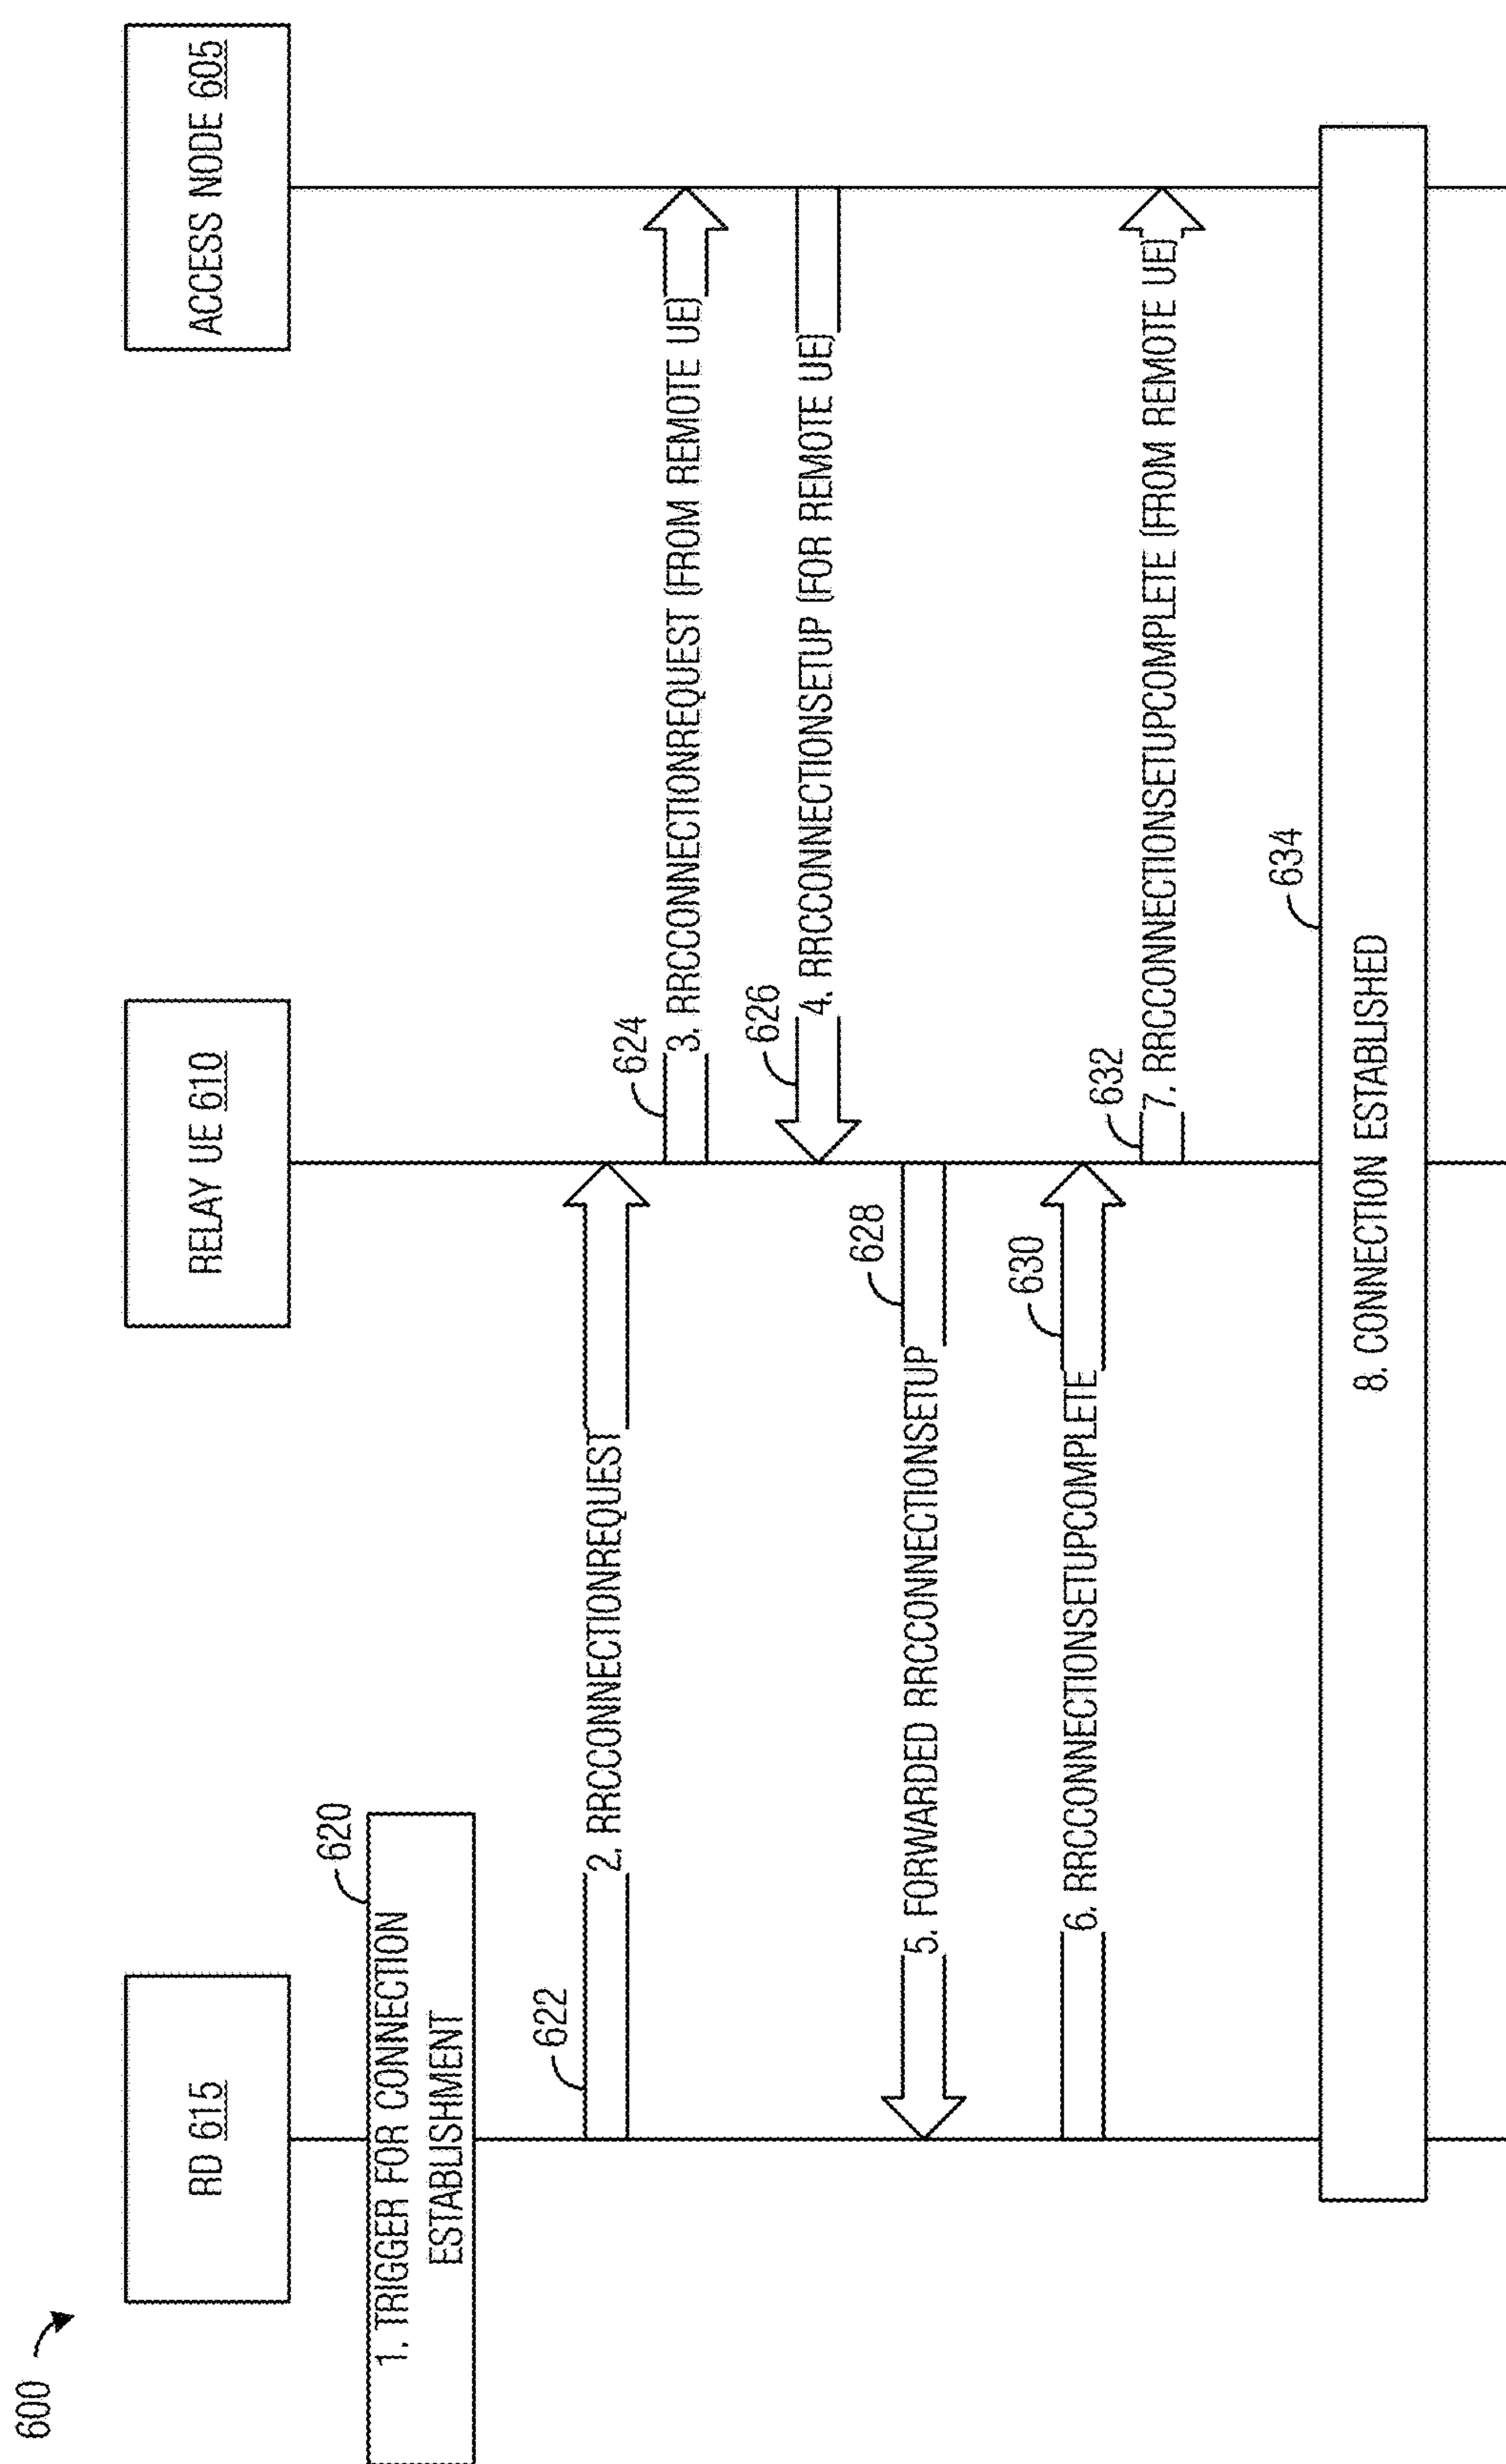 600
RD 615
RELAY UE 610
ACCESS NODE 605
620
1. TRIGGER FOR CONNECTION
ESTABLISHMENT
622
2. RRCCONNECTIONREQUEST
624
3. RRCCONNECTIONREQUEST (FROM REMOTE UE)
626
4. RRCCONNECTIONSETUP (FOR REMOTE UE)
628
5. FORWARDED RRCCONNECTIONSETUP
630
6. RRCCONNECTIONSETUPCOMPLETE
632
7. RRCCONNECTIONSETUPCOMPLETE (FROM REMOTE UE)
634
8. CONNECTION ESTABLISHED